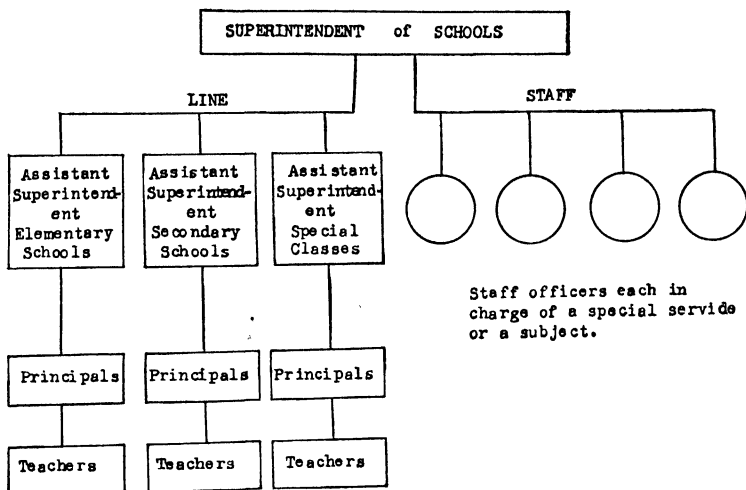 SUPERINTENDENT of SCHOOLS
LINE
STAFF
Assistant
Superintend-
ent
Elementary
Schools
Assistant
Superintend-
ent
Secondary
Schools
Assistant
Superintend-
ent
Special
Classes
Staff officers each in
charge of a special servide
or a subject.
Principals
Principals
Principals
Teachers
Teachers
Teachers